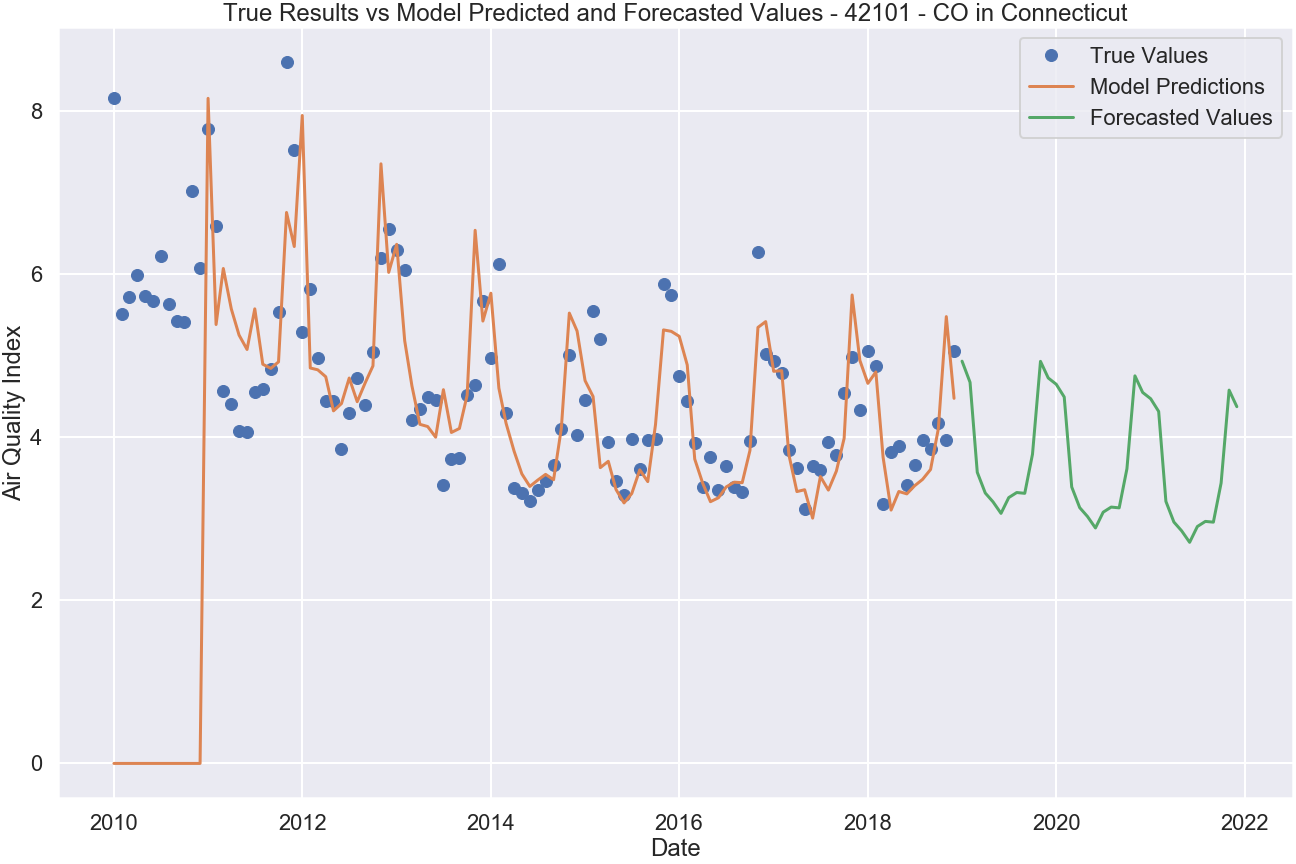 True Results vs Model Predicted and Forecasted Values - 42101 - CO in Connecticut
True Values
Model Predictions
Forecasted Values
Air Quality Index
8
6
4
2
0
2010 2012 2014 2016 2018 2020 2022
Date